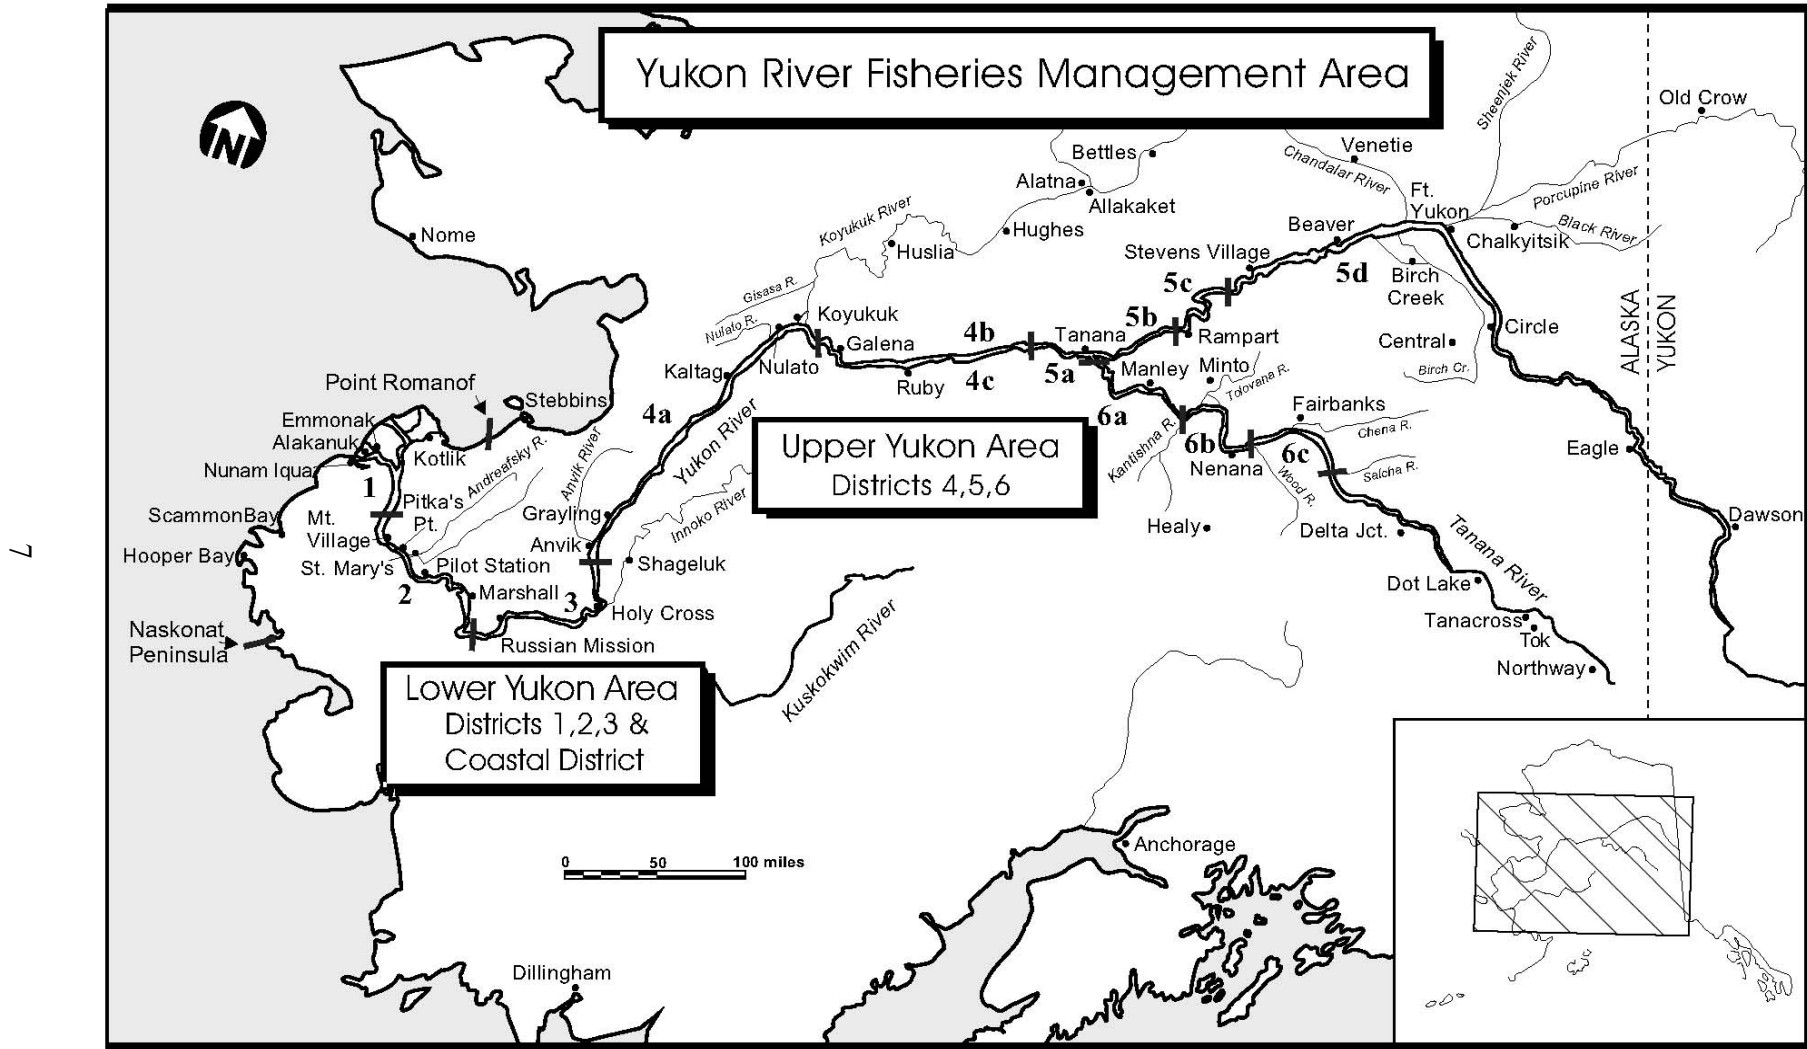 Yukon River Fisheries Management Area
N
Old Crow
Sheenjek River
Venetie
Chandalar River
Bettles
Alatna
Allakaket
Porcupine River
Ft.
Yukon
Black River
Chalkyitsik
Koyukuk River
Hughes
Huslia
Beaver
Stevens Village
Nome
5d
Birch
Creek
5c
Gisasa R.
Nulato R.
Koyukuk
5b
4b
Tanana
Rampart
Circle
ALASKA
YUKON
Galena
Central
Nulato
Kaltag
Manley
Minto
Birch Cr.
Ruby
4c
5a
Tolovana R.
Point Romanof
Stebbins
4a
6a
Fairbanks
Chena R.
Emmonak
Alakanuk
Kotlik
Nunam Iqua
Andreafsky R.
Anvik River
Yukon River
Upper Yukon Area
Districts 4,5,6
Kantishna R.
6b
Nenana
6c
Wood R.
Salcha R.
Eagle
1
Pitka's
Pt.
Innoko River
Scammon Bay
Mt.
Village
Grayling
Healy
Delta Jct.
Tanana River
Dawson
Hooper Bay
St. Mary's
Anvik
7
Pilot Station
Shageluk
2
Marshall
3
Holy Cross
Dot Lake
Naskonat
Peninsula
Russian Mission
Kuskokwim River
Tanacross
Tok
Northway
Lower Yukon Area
Districts 1,2,3 &
Coastal District
Anchorage
0 50 100 miles
Dillingham